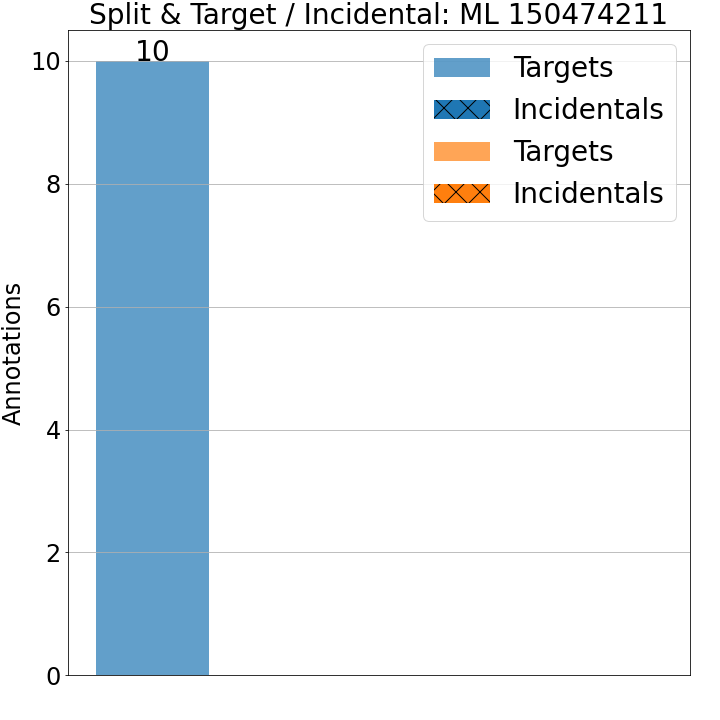 Split & Target / Incidental: ML 150474211
10
Targets
Incidentals
Targets
Incidentals
10
8
6
4
2
0
Annotations